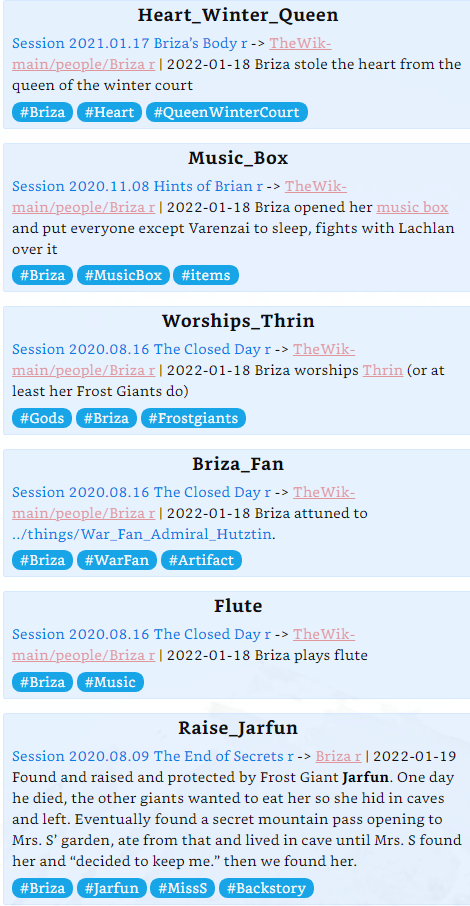 Heart_Winter_Queen
Session 2021.01.17 Briza’s Body r -> TheWik-
main/people/Briza r | 2022-01-18 Briza stole the heart from the
queen of the winter court
#Briza #Heart #QueenWinterCourt
Music_Box
Session 2020.11.08 Hints of Brian r -> TheWik-
main/people/Briza r | 2022-01-18 Briza opened her music box
and put everyone except Varenzai to sleep, fights with Lachlan
over it
#Briza #MusicBox #items
Worships_Thrin
Session 2020.08.16 The Closed Day r -> TheWik-
main/people/Briza r | 2022-01-18 Briza worships Thrin (or at
least her Frost Giants do)
#Gods #Briza #Frostgiants
Briza_Fan
Session 2020.08.16 The Closed Day r -> TheWik-
main/people/Briza r | 2022-01-18 Briza attuned to
../things/War_Fan_Admiral_Hutztin.
#Briza #WarFan #Artifact
Flute
Session 2020.08.16 The Closed Day r -> TheWik-
main/people/Briza r | 2022-01-18 Briza plays flute
#Briza #Music
Raise_Jarfun
Session 2020.08.09 The End of Secrets r -> Briza r | 2022-01-19
Found and raised and protected by Frost Giant Jarfun. One day
he died, the other giants wanted to eat her so she hid in caves
and left. Eventually found a secret mountain pass opening to
Mrs. S’ garden, ate from that and lived in cave until Mrs. S found
her and “decided to keep me.” then we found her.
#Briza #Jarfun #MissS #Backstory